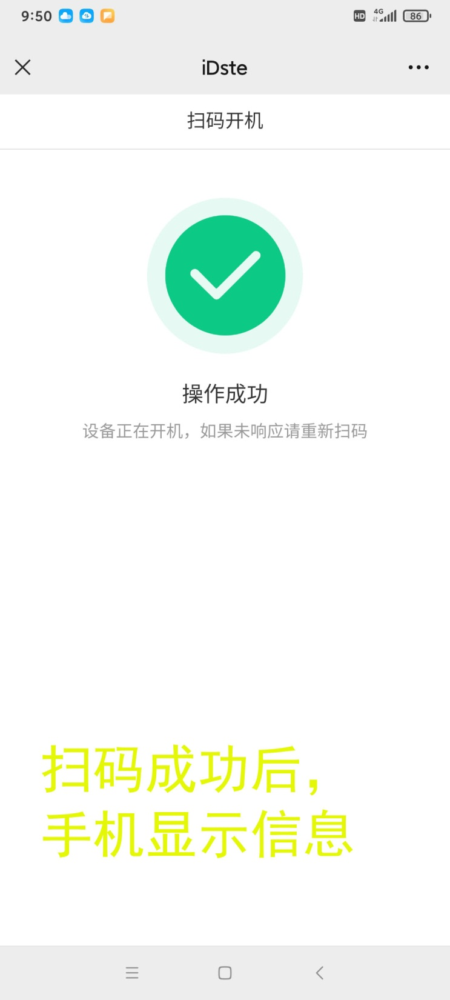 9:50 HD 4G 86
iDste
扫码开机
操作成功
设备正在开机，如果未响应请重新扫码
扫码成功后，
手机显示信息